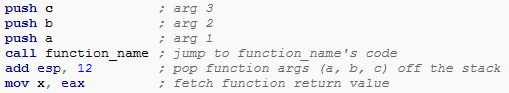 push c ; arg 3
push b ; arg 2
push a ; arg 1
call function_name ; jump to function_name's code
add esp, 12 ; pop function args (a, b, c) off the stack
mov x, eax ; fetch function return value